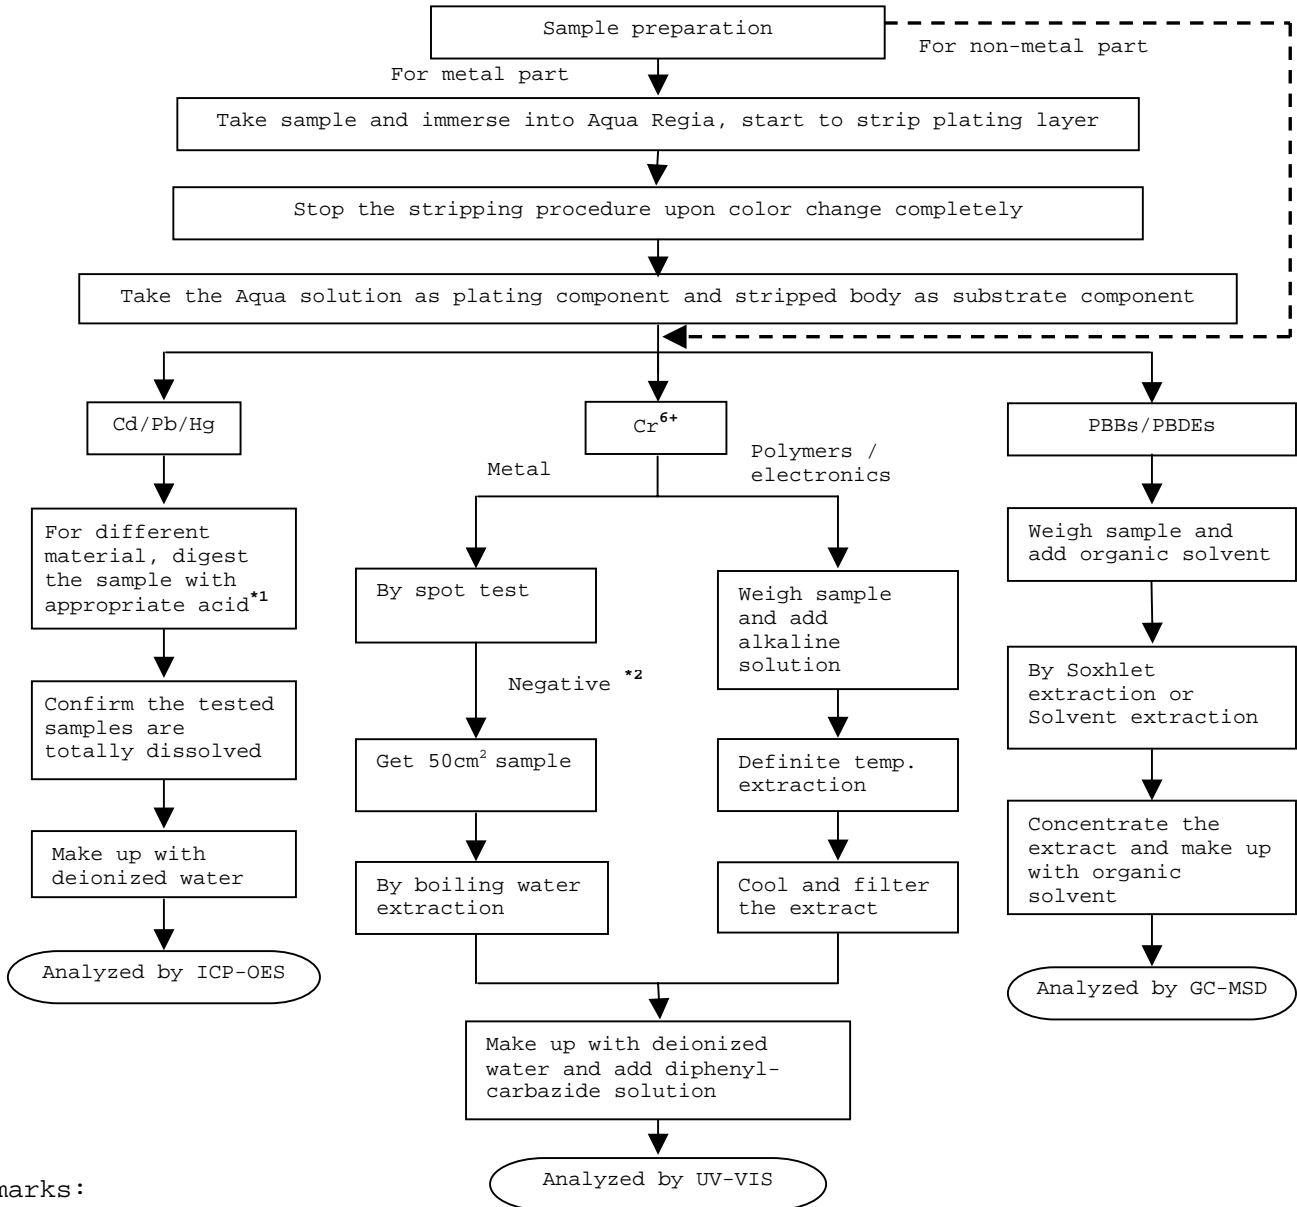 Sample preparation
For non-metal part
For metal part
Take sample and immerse into Aqua Regia, start to strip plating layer
Stop the stripping procedure upon color change completely
Take the Aqua solution as plating component and stripped body as substrate component
Cd/Pb/Hg
For different
material, digest
the sample with
appropriate acid*1
Confirm the tested
samples are
totally dissolved
Make up with
deionized water
Analyzed by ICP-OES
Cr6+
Metal
By spot test
Negative *2
Get 50cm2 sample
By boiling water
extraction
Polymers /
electronics
Weigh sample
and add
alkaline
solution
Definite temp.
extraction
Cool and filter
the extract
Make up with deionized
water and add diphenyl-
carbazide solution
Analyzed by UV-VIS
PBBs/PBDEs
Weigh sample and
add organic solvent
By Soxhlet
extraction or
Solvent extraction
Concentrate the
extract and make up
with organic
solvent
Analyzed by GC-MSD
marks: